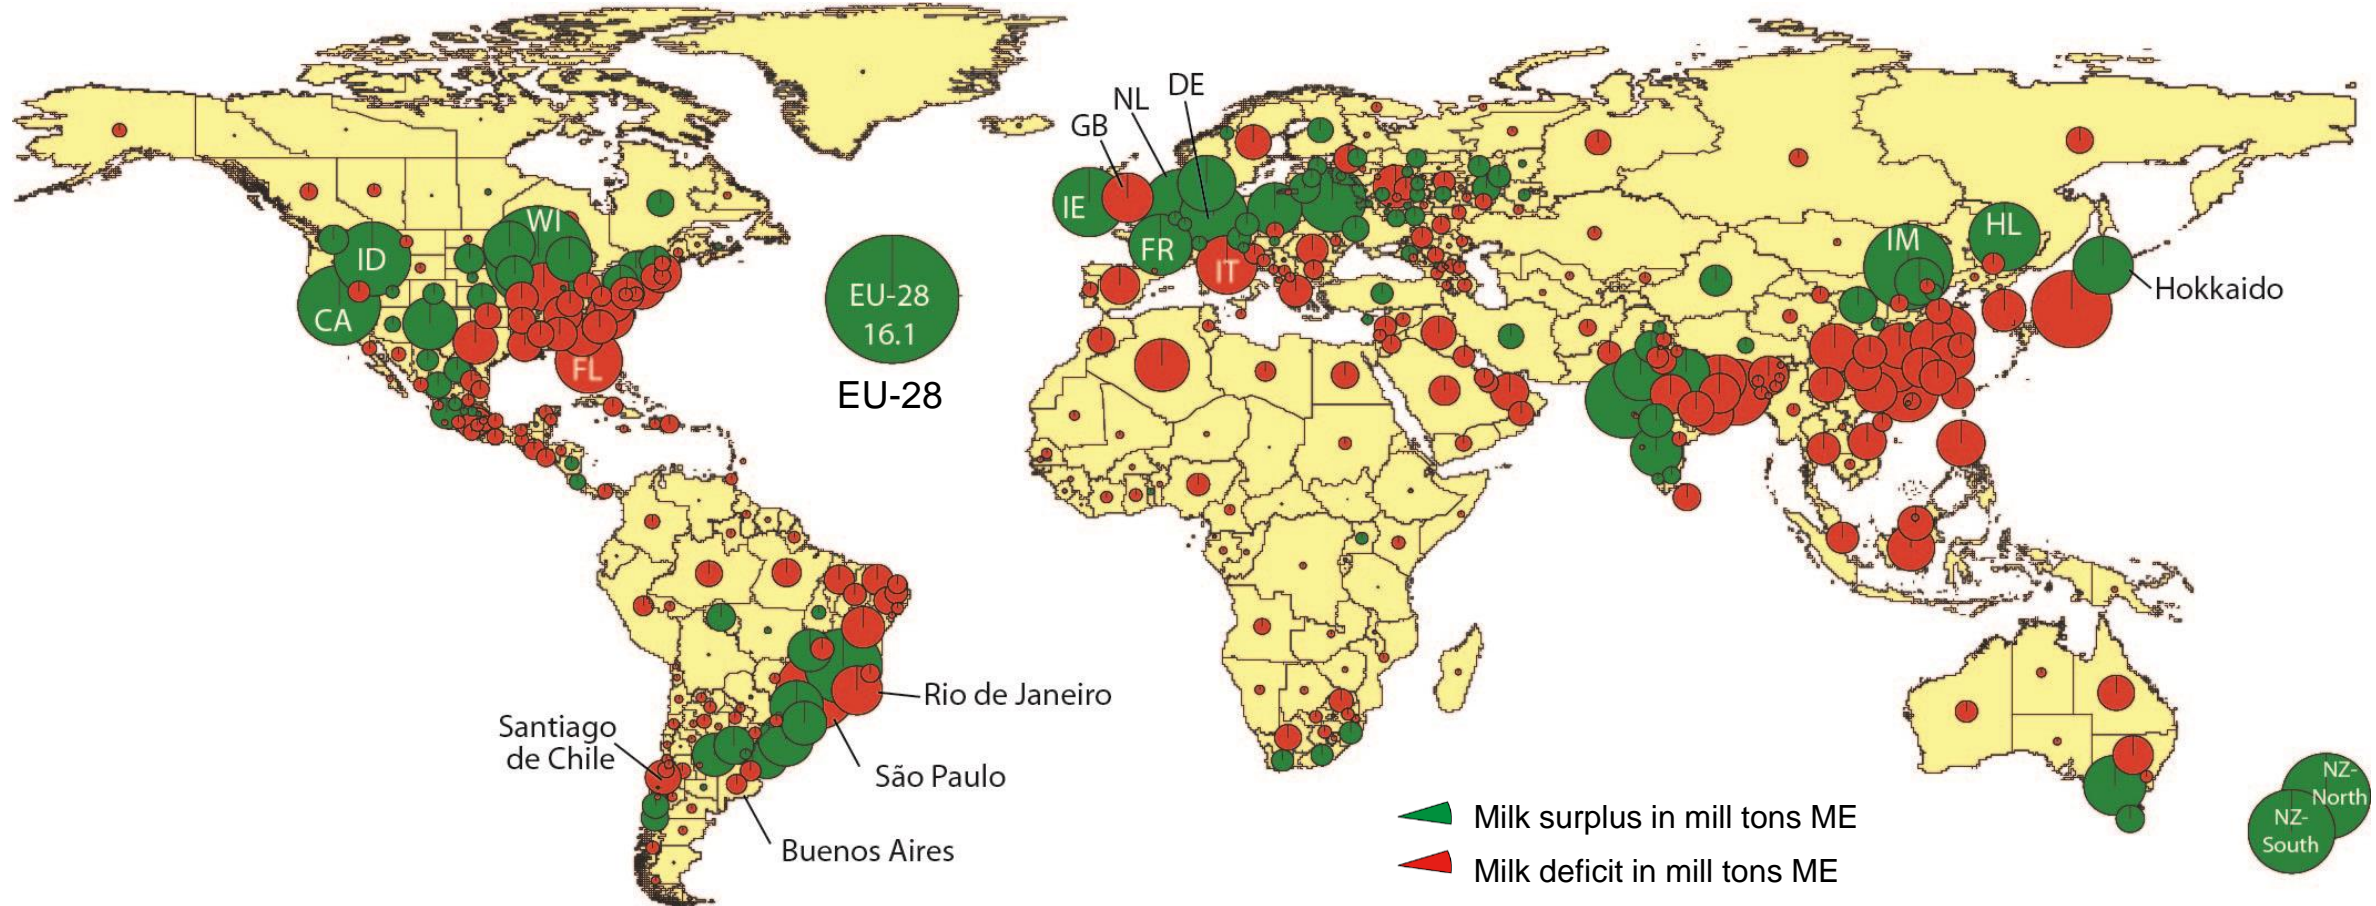 DE
NL
GB
WI
IE
HL
FR
IM
ID
IT
Hokkaido
EU-28
16.1
CA
FL
EU-28
Rio de Janeiro
Santiago
de Chile
São Paulo
NZ-
North
Milk surplus in mill tons ME
NZ-
South
Buenos Aires
Milk deficit in mill tons ME